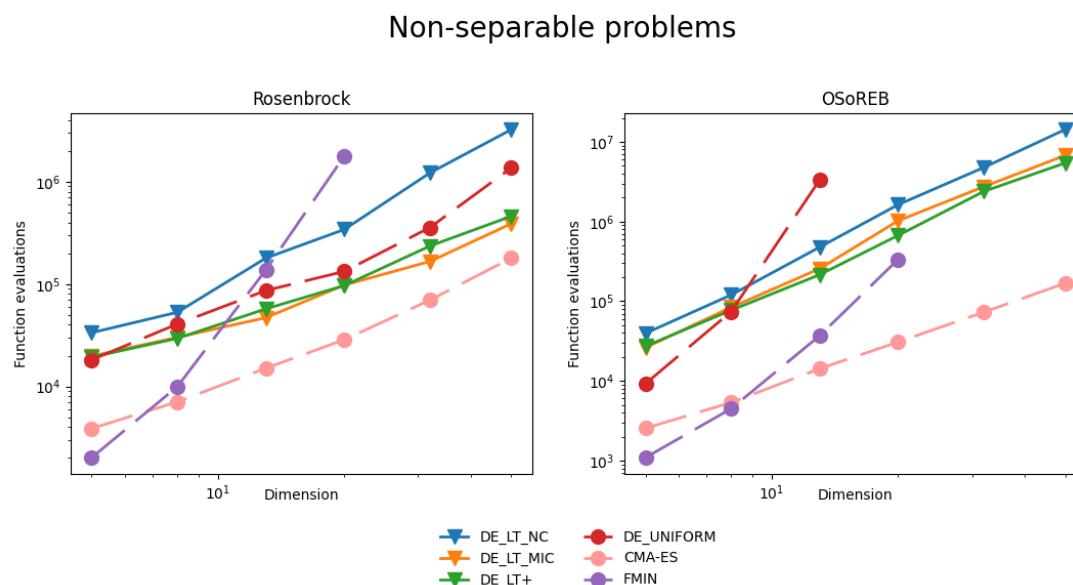 Non-separable problems
Rosenbrock
OSoREB
Function evaluations
10^6
10^5
10^4
10^1
Dimension
Function evaluations
10^7
10^6
10^5
10^4
10^3
10^1
Dimension
DE_LT_NC
DE_LT_MIC
DE_LT+
DE_UNIFORM
CMA-ES
FMIN